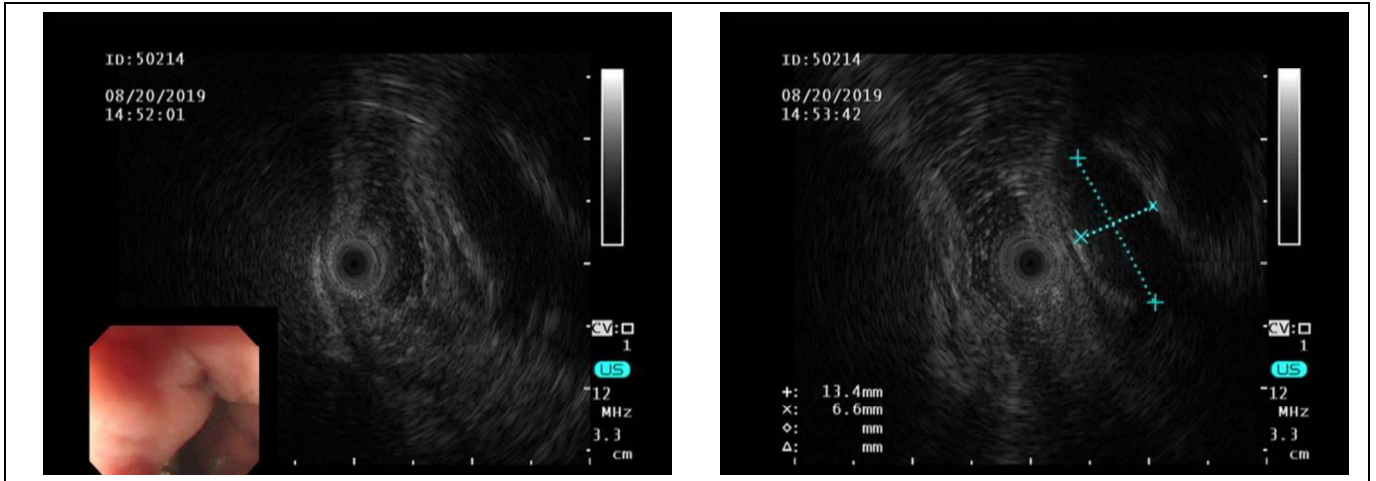 ID:50214
08/20/2019
14:52:01
CV:
1
US
12
MHz
3.3
cm
ID:50214
08/20/2019
14:53:42
+: 13.4mm
×: 6.6mm
◇: mm
△: mm
CV:
1
US
12
MHz
3.3
cm